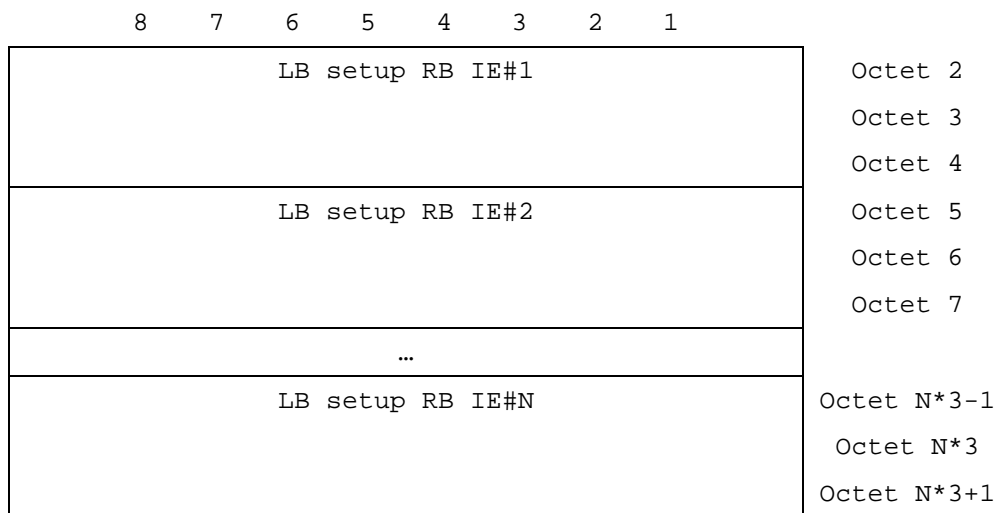 8 7 6 5 4 3 2 1
LB setup RB IE#1 Octet 2
Octet 3
Octet 4
LB setup RB IE#2 Octet 5
Octet 6
Octet 7
…
LB setup RB IE#N Octet N*3-1
Octet N*3
Octet N*3+1